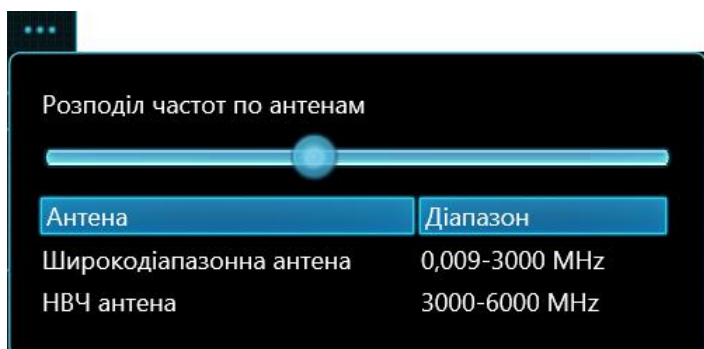 Розподіл частот по антенам
Антена Діапазон
Широкодіапазонна антена 0,009-3000 MHz
НВЧ антена 3000-6000 MHz